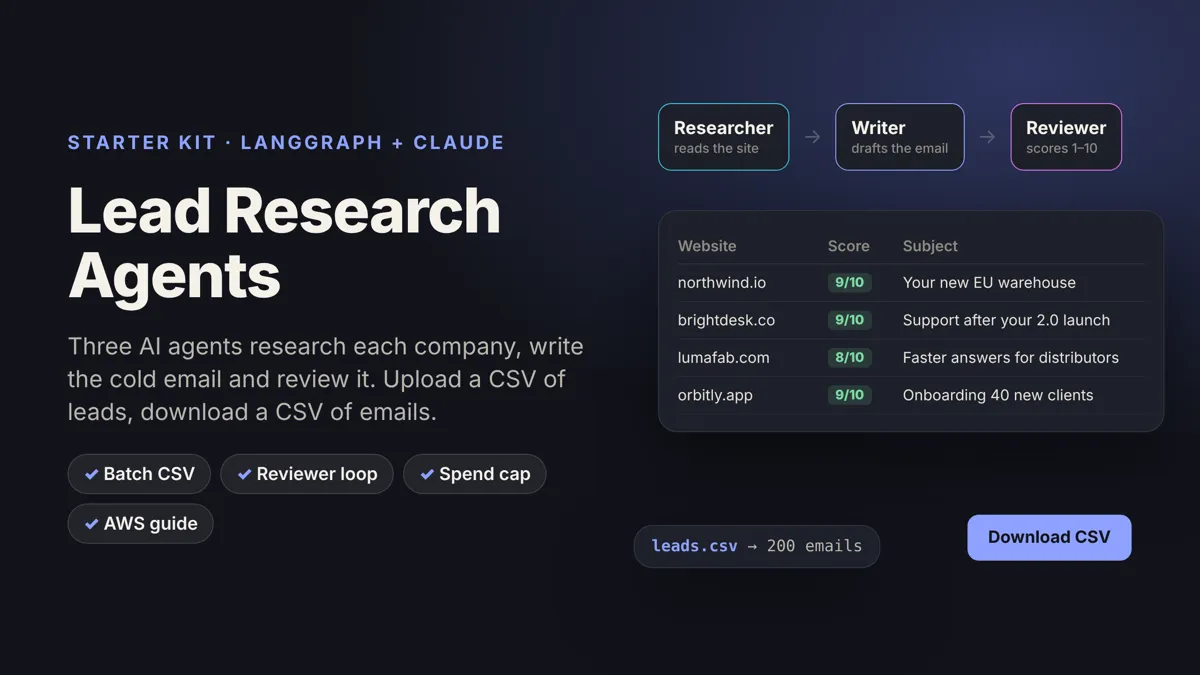 STARTER KIT · LANGGRAPH + CLAUDE
Lead Research
Agents
Three AI agents research each company, write
the cold email and review it. Upload a CSV of
leads, download a CSV of emails.
✓ Batch CSV ✓ Reviewer loop ✓ Spend cap
✓ AWS guide
Researcher → Writer → Reviewer
reads the site drafts the email scores 1–10
Website Score Subject
northwind.io 9/10 Your new EU warehouse
brightdesk.co 9/10 Support after your 2.0 launch
lumafab.com 8/10 Faster answers for distributors
orbitly.app 9/10 Onboarding 40 new clients
leads.csv → 200 emails
Download CSV